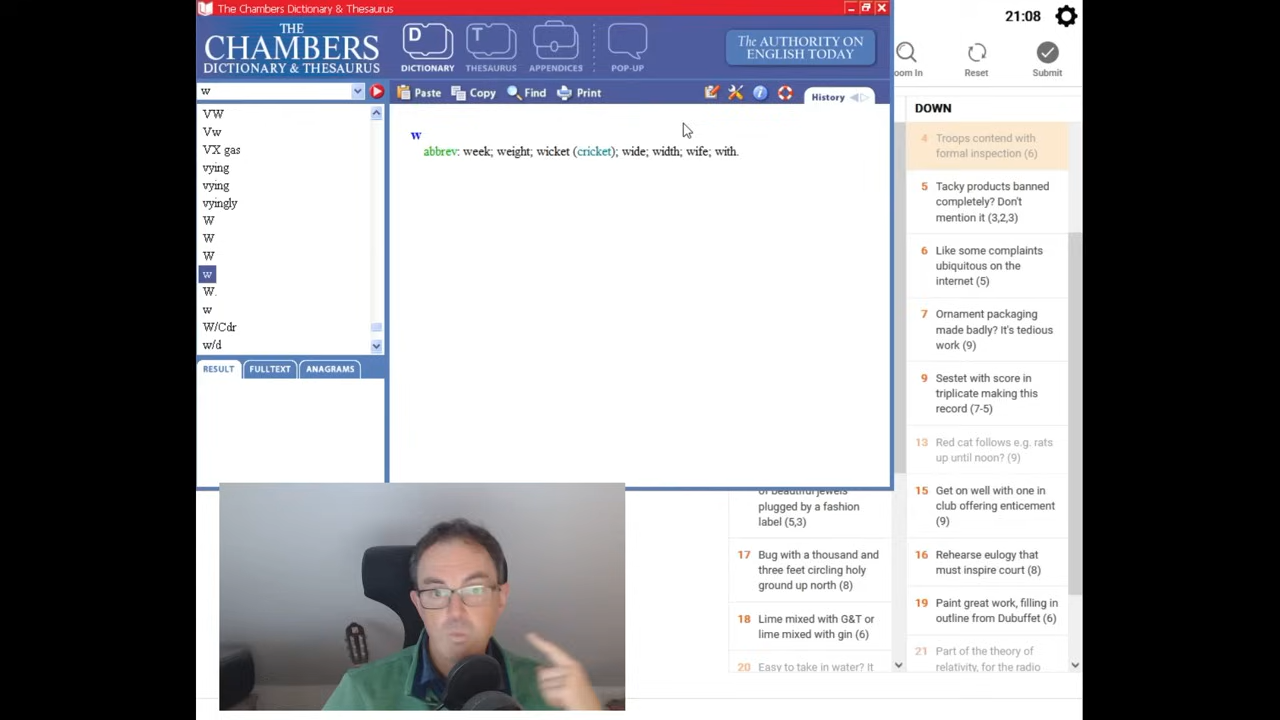 The Chambers Dictionary & Thesaurus
21:08
THE
CHAMBERS
DICTIONARY & THESAURUS
D
DICTIONARY
T
THESAURUS
APPENDICES
POP-UP
The AUTHORITY ON
ENGLISH TODAY
oom In
Reset
Submit
w
Paste
Copy
Find
Print
History
VW
Vw
VX gas
vying
vying
vyingly
W
W
W
w
W.
w
W/Cdr
w/d
RESULT
FULLTEXT
ANAGRAMS
w
abbrev: week; weight; wicket (cricket); wide; width; wife; with.
of beautiful jewels
plugged by a fashion
label (5,3)
17 Bug with a thousand and
three feet circling holy
ground up north (8)
18 Lime mixed with G&T or
lime mixed with gin (6)
20 Easy to take in water? It
DOWN
4 Troops contend with
formal inspection (6)
5 Tacky products banned
completely? Don't
mention it (3,2,3)
6 Like some complaints
ubiquitous on the
internet (5)
7 Ornament packaging
made badly? It's tedious
work (9)
9 Sestet with score in
triplicate making this
record (7-5)
13 Red cat follows e.g. rats
up until noon? (9)
15 Get on well with one in
club offering enticement
(9)
16 Rehearse eulogy that
must inspire court (8)
19 Paint great work, filling in
outline from Dubuffet (6)
21 Part of the theory of
relativity, for the radio